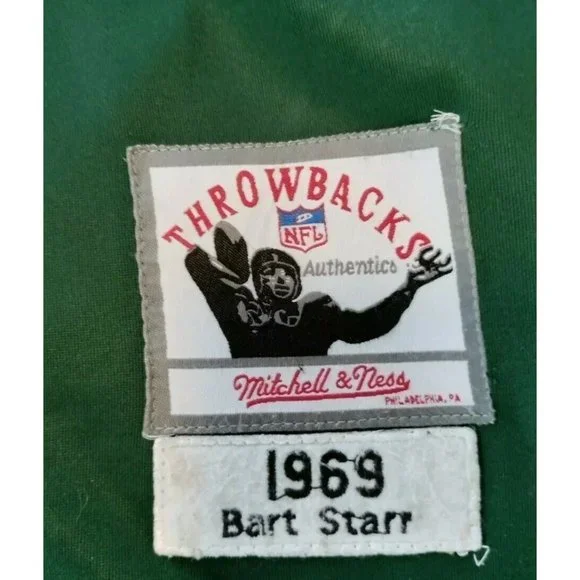 THROWBACKS
NFL
Authentics
Mitchell & Ness
PHILADELPHIA, PA
1969
Bart Starr